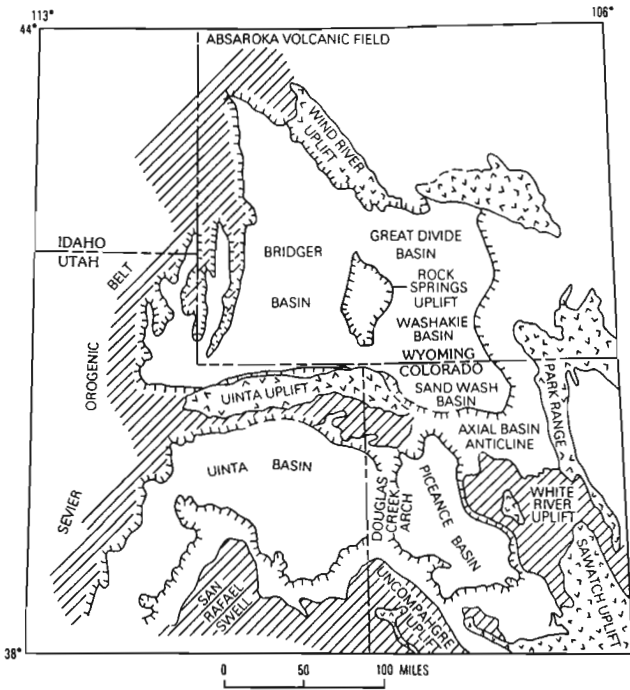 113°
106°
44°
ABSAROKA VOLCANIC FIELD
WIND RIVER
UPLIFT
IDAHO
UTAH
BRIDGER
BASIN
GREAT DIVIDE
BASIN
ROCK
SPRINGS
UPLIFT
WASHAKIE
BASIN
WYOMING
COLORADO
SAND WASH
BASIN
SEVIER
OROGENIC
BELT
UINTA UPLIFT
AXIAL BASIN
ANTICLINE
PARK RANGE
UINTA BASIN
DOUGLAS
CREEK
ARCH
PICEANCE
BASIN
WHITE
RIVER
UPLIFT
SAWATCH UPLIFT
SAN
RAFAEL
SWELL
UNCOMPAHGRE
UPLIFT
38°
0 50 100 MILES